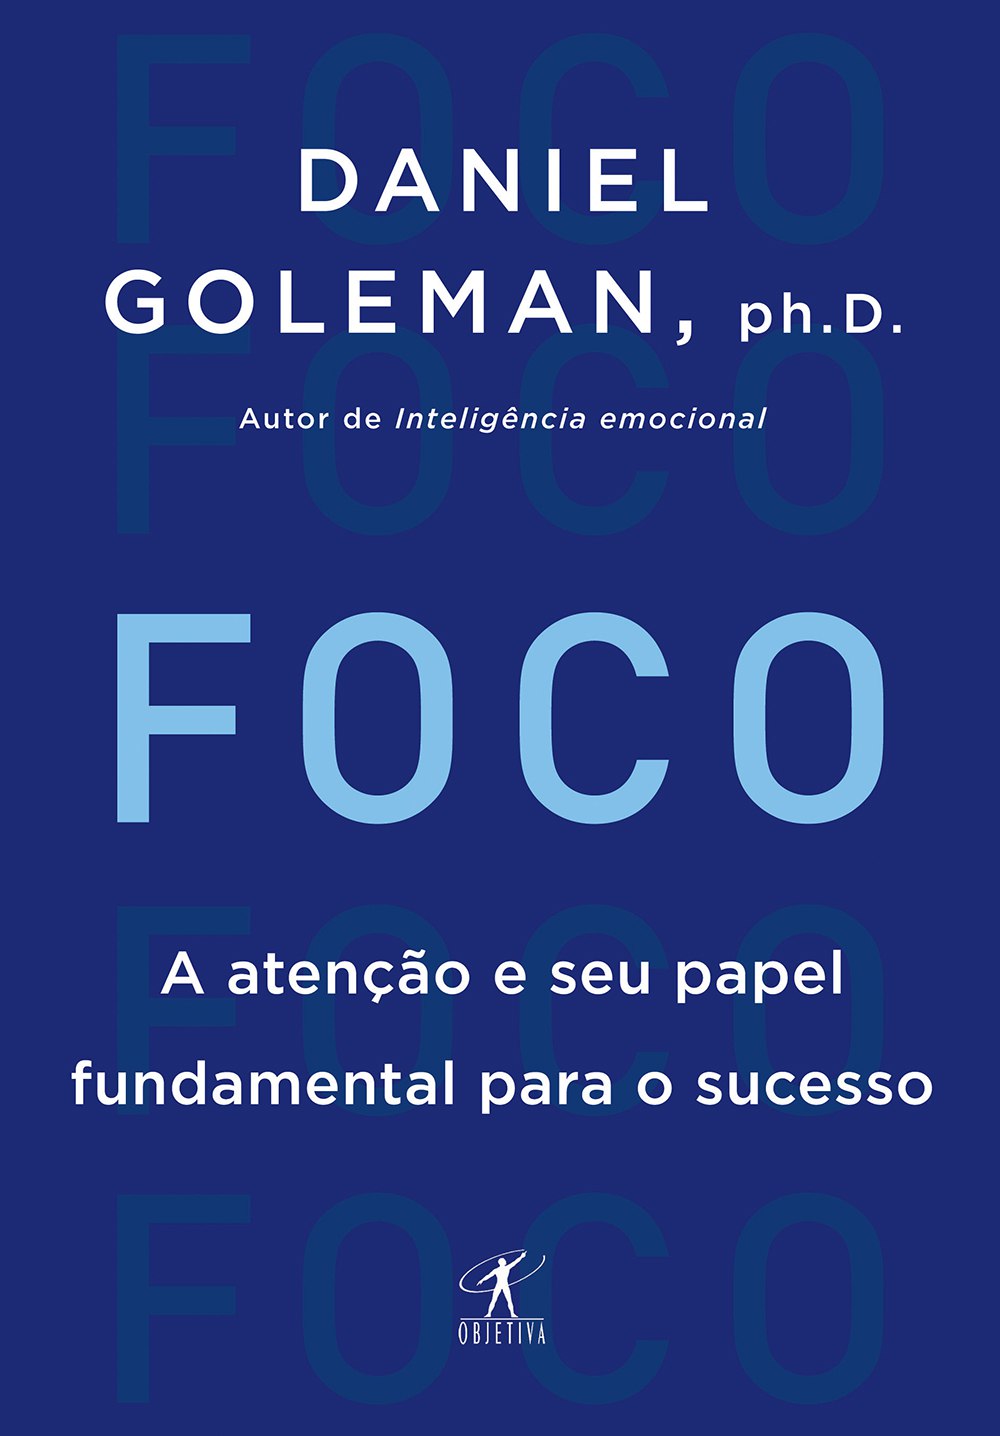 FOCO
DANIEL
GOLEMAN, ph.D.
FOCO
Autor de Inteligência emocional
FOCO
FOCO
A atenção e seu papel
fundamental para o sucesso
FOCO
OBJETIVA